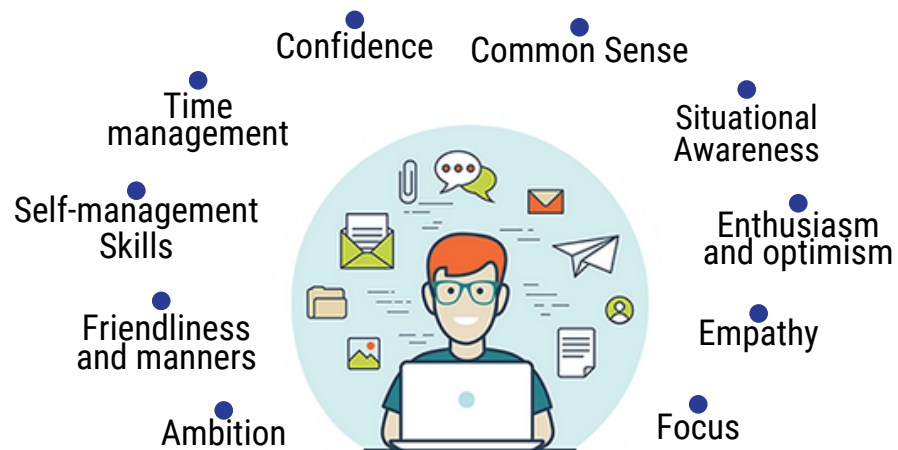 Confidence
Common Sense
Time
management
Situational
Awareness
Self-management
Skills
Enthusiasm
and optimism
Friendliness
and manners
Empathy
Ambition
Focus